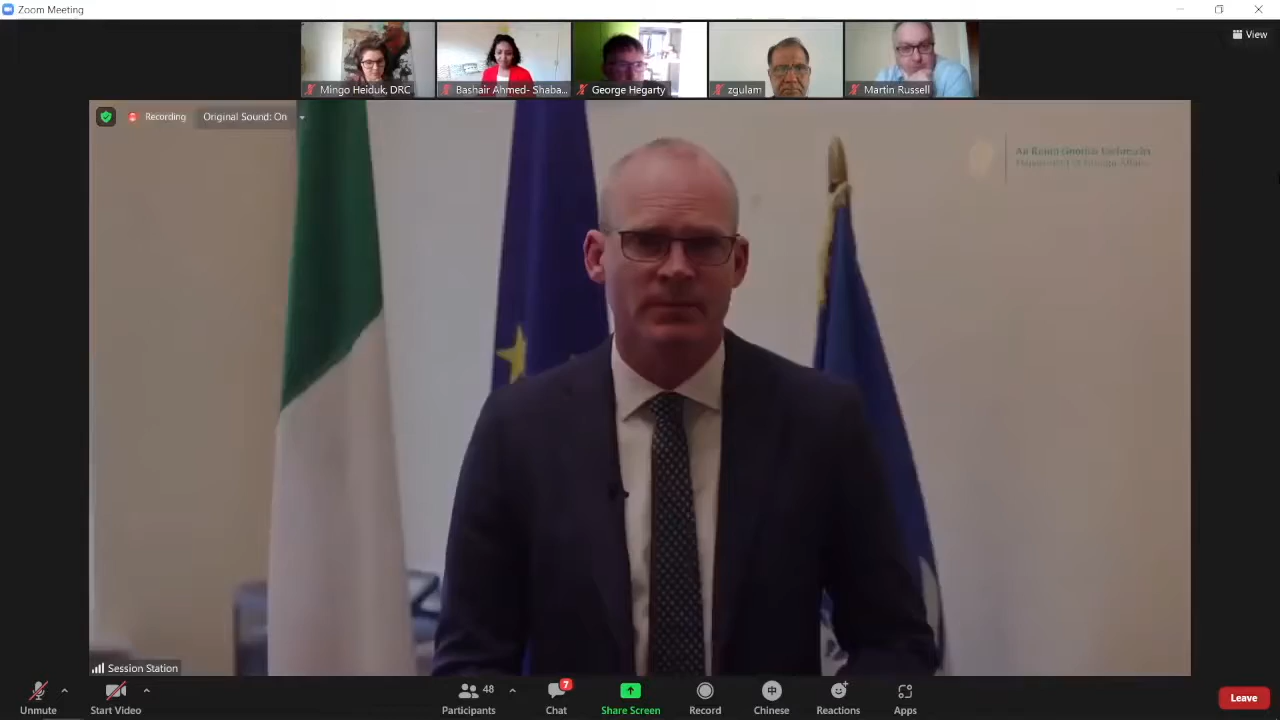 Zoom Meeting
View
Mingo Heiduk, DRC
Bashair Ahmed- Shaba...
George Hegarty
zgulam
Martin Russell
Recording
Original Sound: On
Session Station
Unmute
Start Video
48
Participants
7
Chat
Share Screen
Record
中
Chinese
Reactions
Apps
Leave